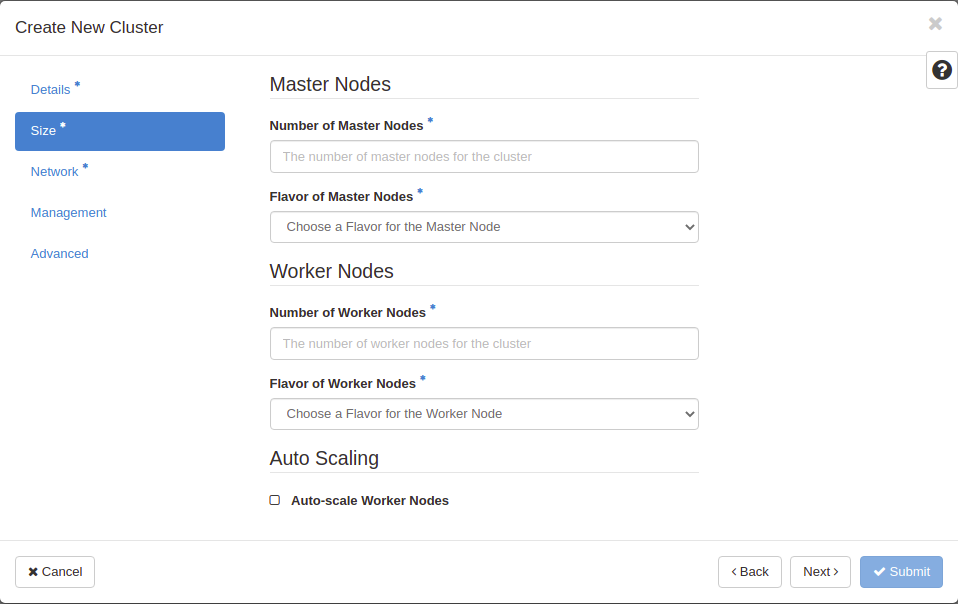 Create New Cluster
Details *
Size *
Network *
Management
Advanced
Master Nodes
Number of Master Nodes *
The number of master nodes for the cluster
Flavor of Master Nodes *
Choose a Flavor for the Master Node
Worker Nodes
Number of Worker Nodes *
The number of worker nodes for the cluster
Flavor of Worker Nodes *
Choose a Flavor for the Worker Node
Auto Scaling
Auto-scale Worker Nodes
Cancel
Back
Next
Submit